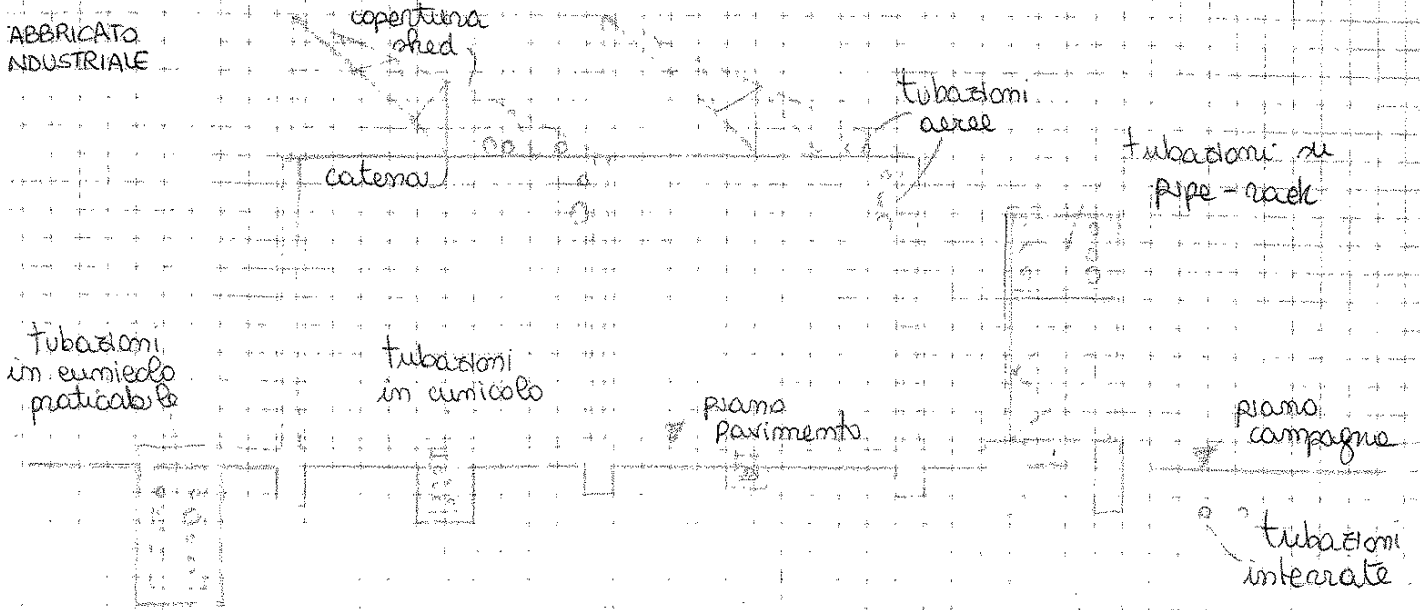 ABBRICATO
NDUSTRIALE
copertura
shed
tubazioni
aeree
tubazioni su
pipe-rack
catena
tubazioni
in cunicolo
praticabile
tubazioni
in cunicolo
piano
pavimento
piano
campagna
tubazioni
interrate